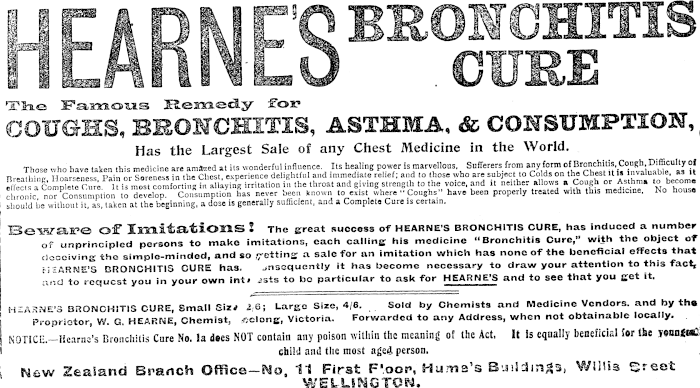 HEARNE'S BRONCHITIS
CURE
The Famous Remedy for
COUGHS, BRONCHITIS, ASTHMA, & CONSUMPTION,
Has the Largest Sale of any Chest Medicine in the World.
Those who have taken this medicine are amazed at its wonderful influence. Its healing power is marvellous. Sufferers from any form of Bronchitis, Cough, Difficulty of
Breathing, Hoarseness, Pain or Soreness in the Chest, experience delightful and immediate relief; and to those who are subject to Colds on the Chest it is invaluable, as it
effects a Complete Cure. It is most comforting in allaying irritation in the throat and giving strength to the voice, and it neither allows a Cough or Asthma to become
chronic, nor Consumption to develop. Consumption has never been known to exist where "Coughs" have been properly treated with this medicine. No house
should be without it, as, taken at the beginning, a dose is generally sufficient, and a Complete Cure is certain.
Beware of Imitations! The great success of HEARNE'S BRONCHITIS CURE, has induced a number
of unprincipled persons to make imitations, each calling his medicine "Bronchitis Cure," with the object of
deceiving the simple-minded, and so getting a sale for an imitation which has none of the beneficial effects that
HEARNE'S BRONCHITIS CURE has. onsequently it has become necessary to draw your attention to this fact,
and to request you in your own int ests to be particular to ask for HEARNE'S and to see that you get it.
HEARNE'S BRONCHITIS CURE, Small Size 2/6; Large Size, 4/6. Sold by Chemists and Medicine Vendors, and by the
Proprietor, W. G. HEARNE, Chemist, eelong, Victoria. Forwarded to any Address, when not obtainable locally.
NOTICE.—Hearne's Bronchitis Cure No. 1a does NOT contain any poison within the meaning of the Act. It is equally beneficial for the youngest
child and the most aged person.
New Zealand Branch Office—No, 11 First Floor, Hume's Buildings, Willis Street
WELLINGTON.